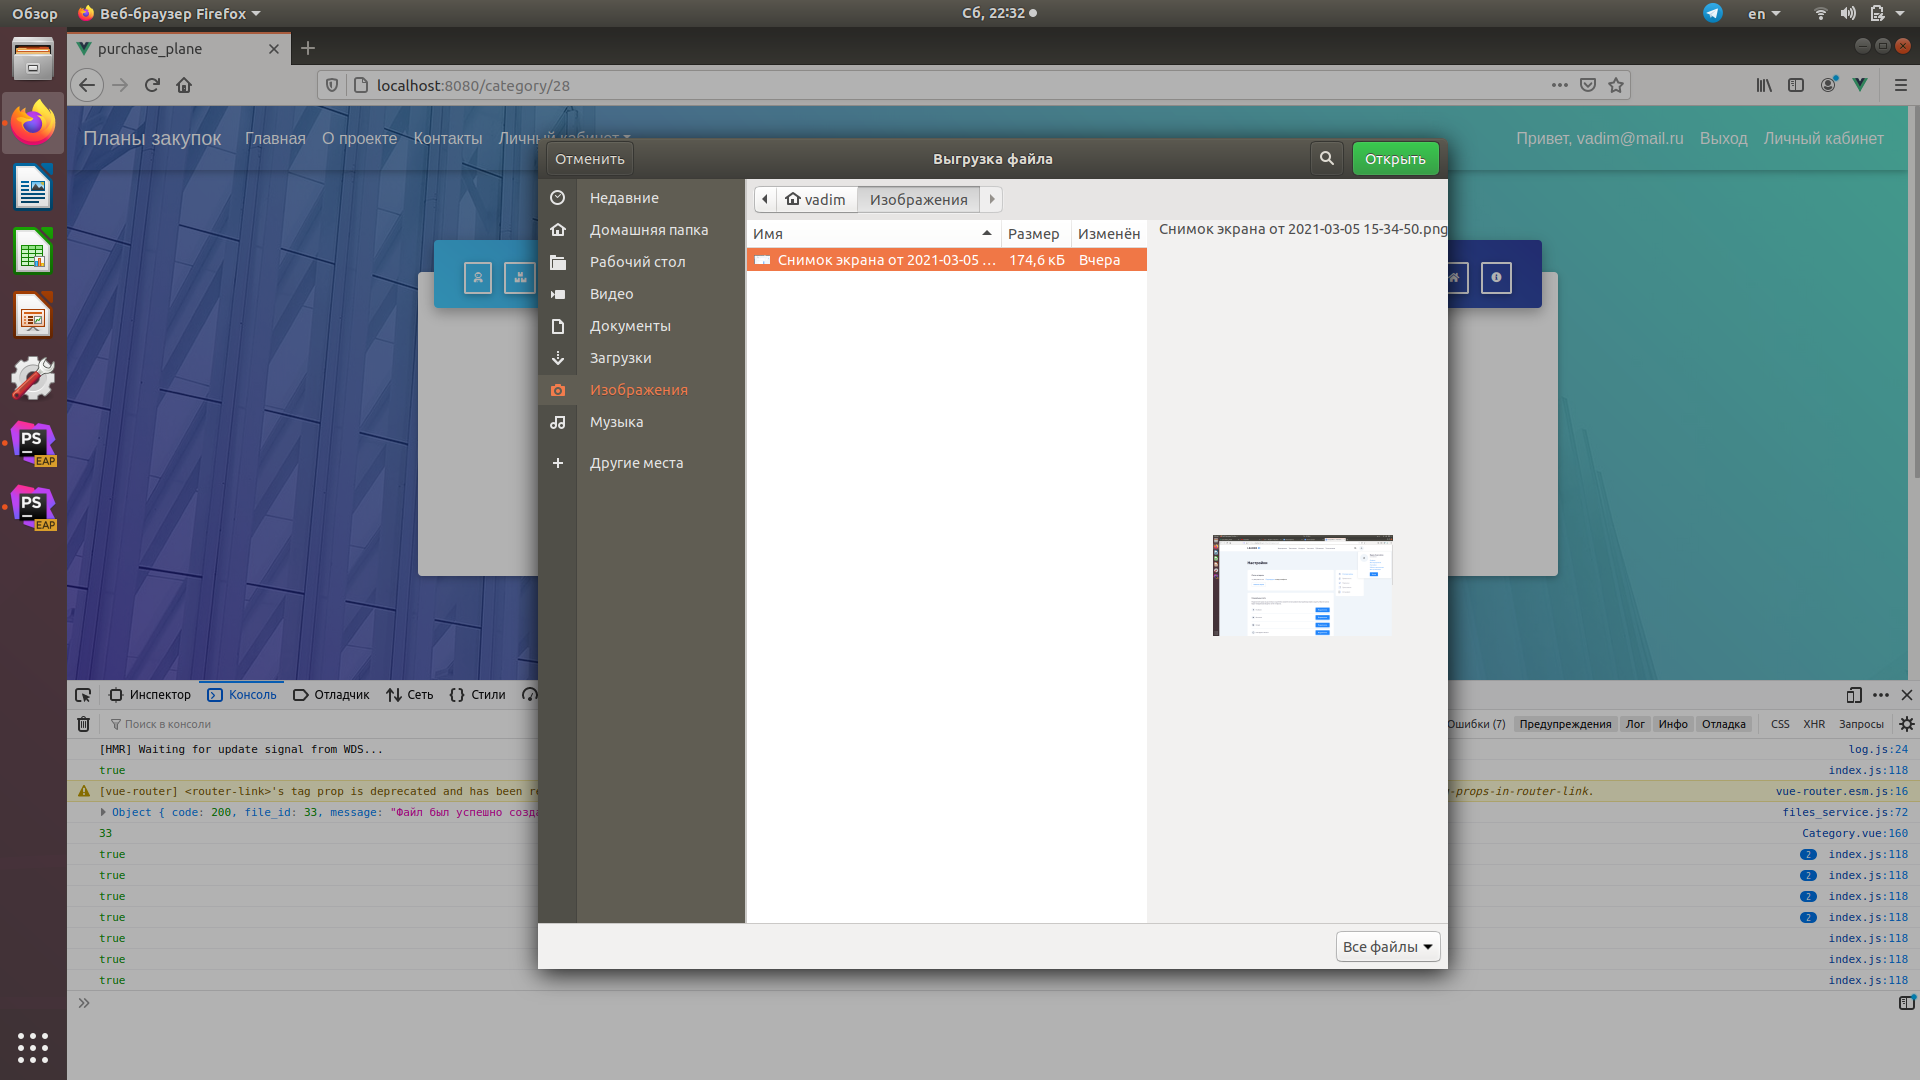 Обзор
Веб-браузер Firefox
Сб, 22:32
en
purchase_plane
localhost:8080/category/28
Планы закупок
Главная
О проекте
Контакты
Личный кабинет
Привет, vadim@mail.ru
Выход
Личный кабинет
Отменить
Выгрузка файла
Открыть
Недавние
Домашняя папка
Рабочий стол
Видео
Документы
Загрузки
Изображения
Музыка
Другие места
vadim
Изображения
Имя
Размер
Изменён
Снимок экрана от 2021-03-05 …
174,6 кБ
Вчера
Снимок экрана от 2021-03-05 15-34-50.png
Все файлы
PS
EAP
PS
EAP
Инспектор
Консоль
Отладчик
Сеть
Стили
Поиск в консоли
Ошибки (7)
Предупреждения
Лог
Инфо
Отладка
CSS
XHR
Запросы
[HMR] Waiting for update signal from WDS...
log.js:24
true
index.js:118
[vue-router] <router-link>'s tag prop is deprecated and has been
-props-in-router-link.
vue-router.esm.js:16
Object { code: 200, file_id: 33, message: "Файл был успешно созда
files_service.js:72
33
Category.vue:160
true
2 index.js:118
true
2 index.js:118
true
2 index.js:118
true
2 index.js:118
true
index.js:118
true
index.js:118
true
index.js:118